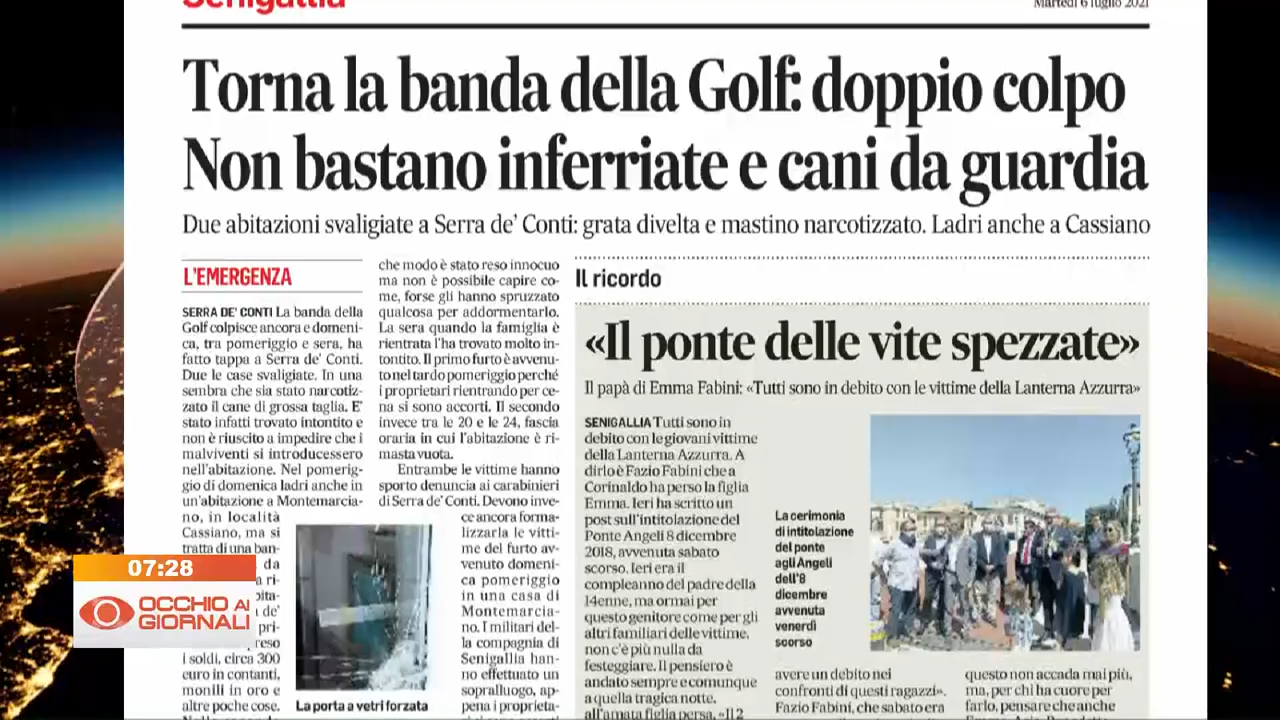 Senigallia
Martedì 6 luglio 2021
Torna la banda della Golf: doppio colpo
Non bastano inferriate e cani da guardia
Due abitazioni svaligiate a Serra de' Conti: grata divelta e mastino narcotizzato. Ladri anche a Cassiano
L'EMERGENZA
SERRA DE' CONTI La banda della
Golf colpisce ancora e domeni-
ca, tra pomeriggio e sera, ha
fatto tappa a Serra de' Conti.
Due le case svaligiate. In una
sembra che sia stato narcotiz-
zato il cane di grossa taglia. E'
stato infatti trovato intontito e
non è riuscito a impedire che i
malviventi si introducessero
nell'abitazione. Nel pomerig-
gio di domenica ladri anche in
un'abitazione a Montemarcia-
no, in località
Cassiano, ma si
tratta di una ban-
da
a ri-
bita-
de'
pri-
reso
i soldi, circa 300
euro in contanti,
monili in oro e
altre poche cose.
che modo è stato reso innocuo
ma non è possibile capire co-
me, forse gli hanno spruzzato
qualcosa per addormentarlo.
La sera quando la famiglia è
rientrata l'ha trovato molto in-
tontito. Il primo furto è avvenu-
to nel tardo pomeriggio perché
i proprietari rientrando per ce-
na si sono accorti. Il secondo
invece tra le 20 e le 24, fascia
oraria in cui l'abitazione è ri-
masta vuota.
Entrambe le vittime hanno
sporto denuncia ai carabinieri
di Serra de' Conti. Devono inve-
ce ancora forma-
lizzarla le vitti-
me del furto av-
venuto domeni-
ca pomeriggio
in una casa di
Montemarcia-
no. I militari del-
la compagnia di
Senigallia han-
no effettuato un
sopralluogo, ap-
pena i proprieta-
La porta a vetri forzata
Il ricordo
«Il ponte delle vite spezzate»
Il papà di Emma Fabini: «Tutti sono in debito con le vittime della Lanterna Azzurra»
SENIGALLIA Tutti sono in
debito con le giovani vittime
della Lanterna Azzurra. A
dirlo è Fazio Fabini che a
Corinaldo ha perso la figlia
Emma. Ieri ha scritto un
post sull'intitolazione del
Ponte Angeli 8 dicembre
2018, avvenuta sabato
scorso. Ieri era il
compleanno del padre della
14enne, ma ormai per
questo genitore come per gli
altri familiari delle vittime,
non c'è più nulla da
festeggiare. Il pensiero è
andato sempre e comunque
a quella tragica notte,
all'amata figlia persa. «Il 2
La cerimonia
di intitolazione
del ponte
agli Angeli
dell'8
dicembre
avvenuta
venerdì
scorso
avere un debito nei
confronti di questi ragazzi».
Fazio Fabini, che sabato era
questo non accada mai più,
ma, per chi ha cuore per
farlo, pensare che anche
07:28
OCCHIO AI
GIORNALI